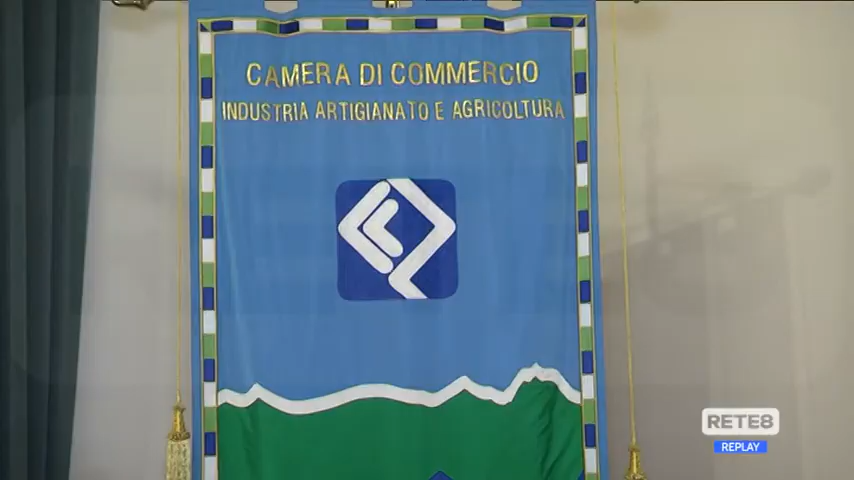 CAMERA DI COMMERCIO
INDUSTRIA ARTIGIANATO E AGRICOLTURA
RETE8
REPLAY